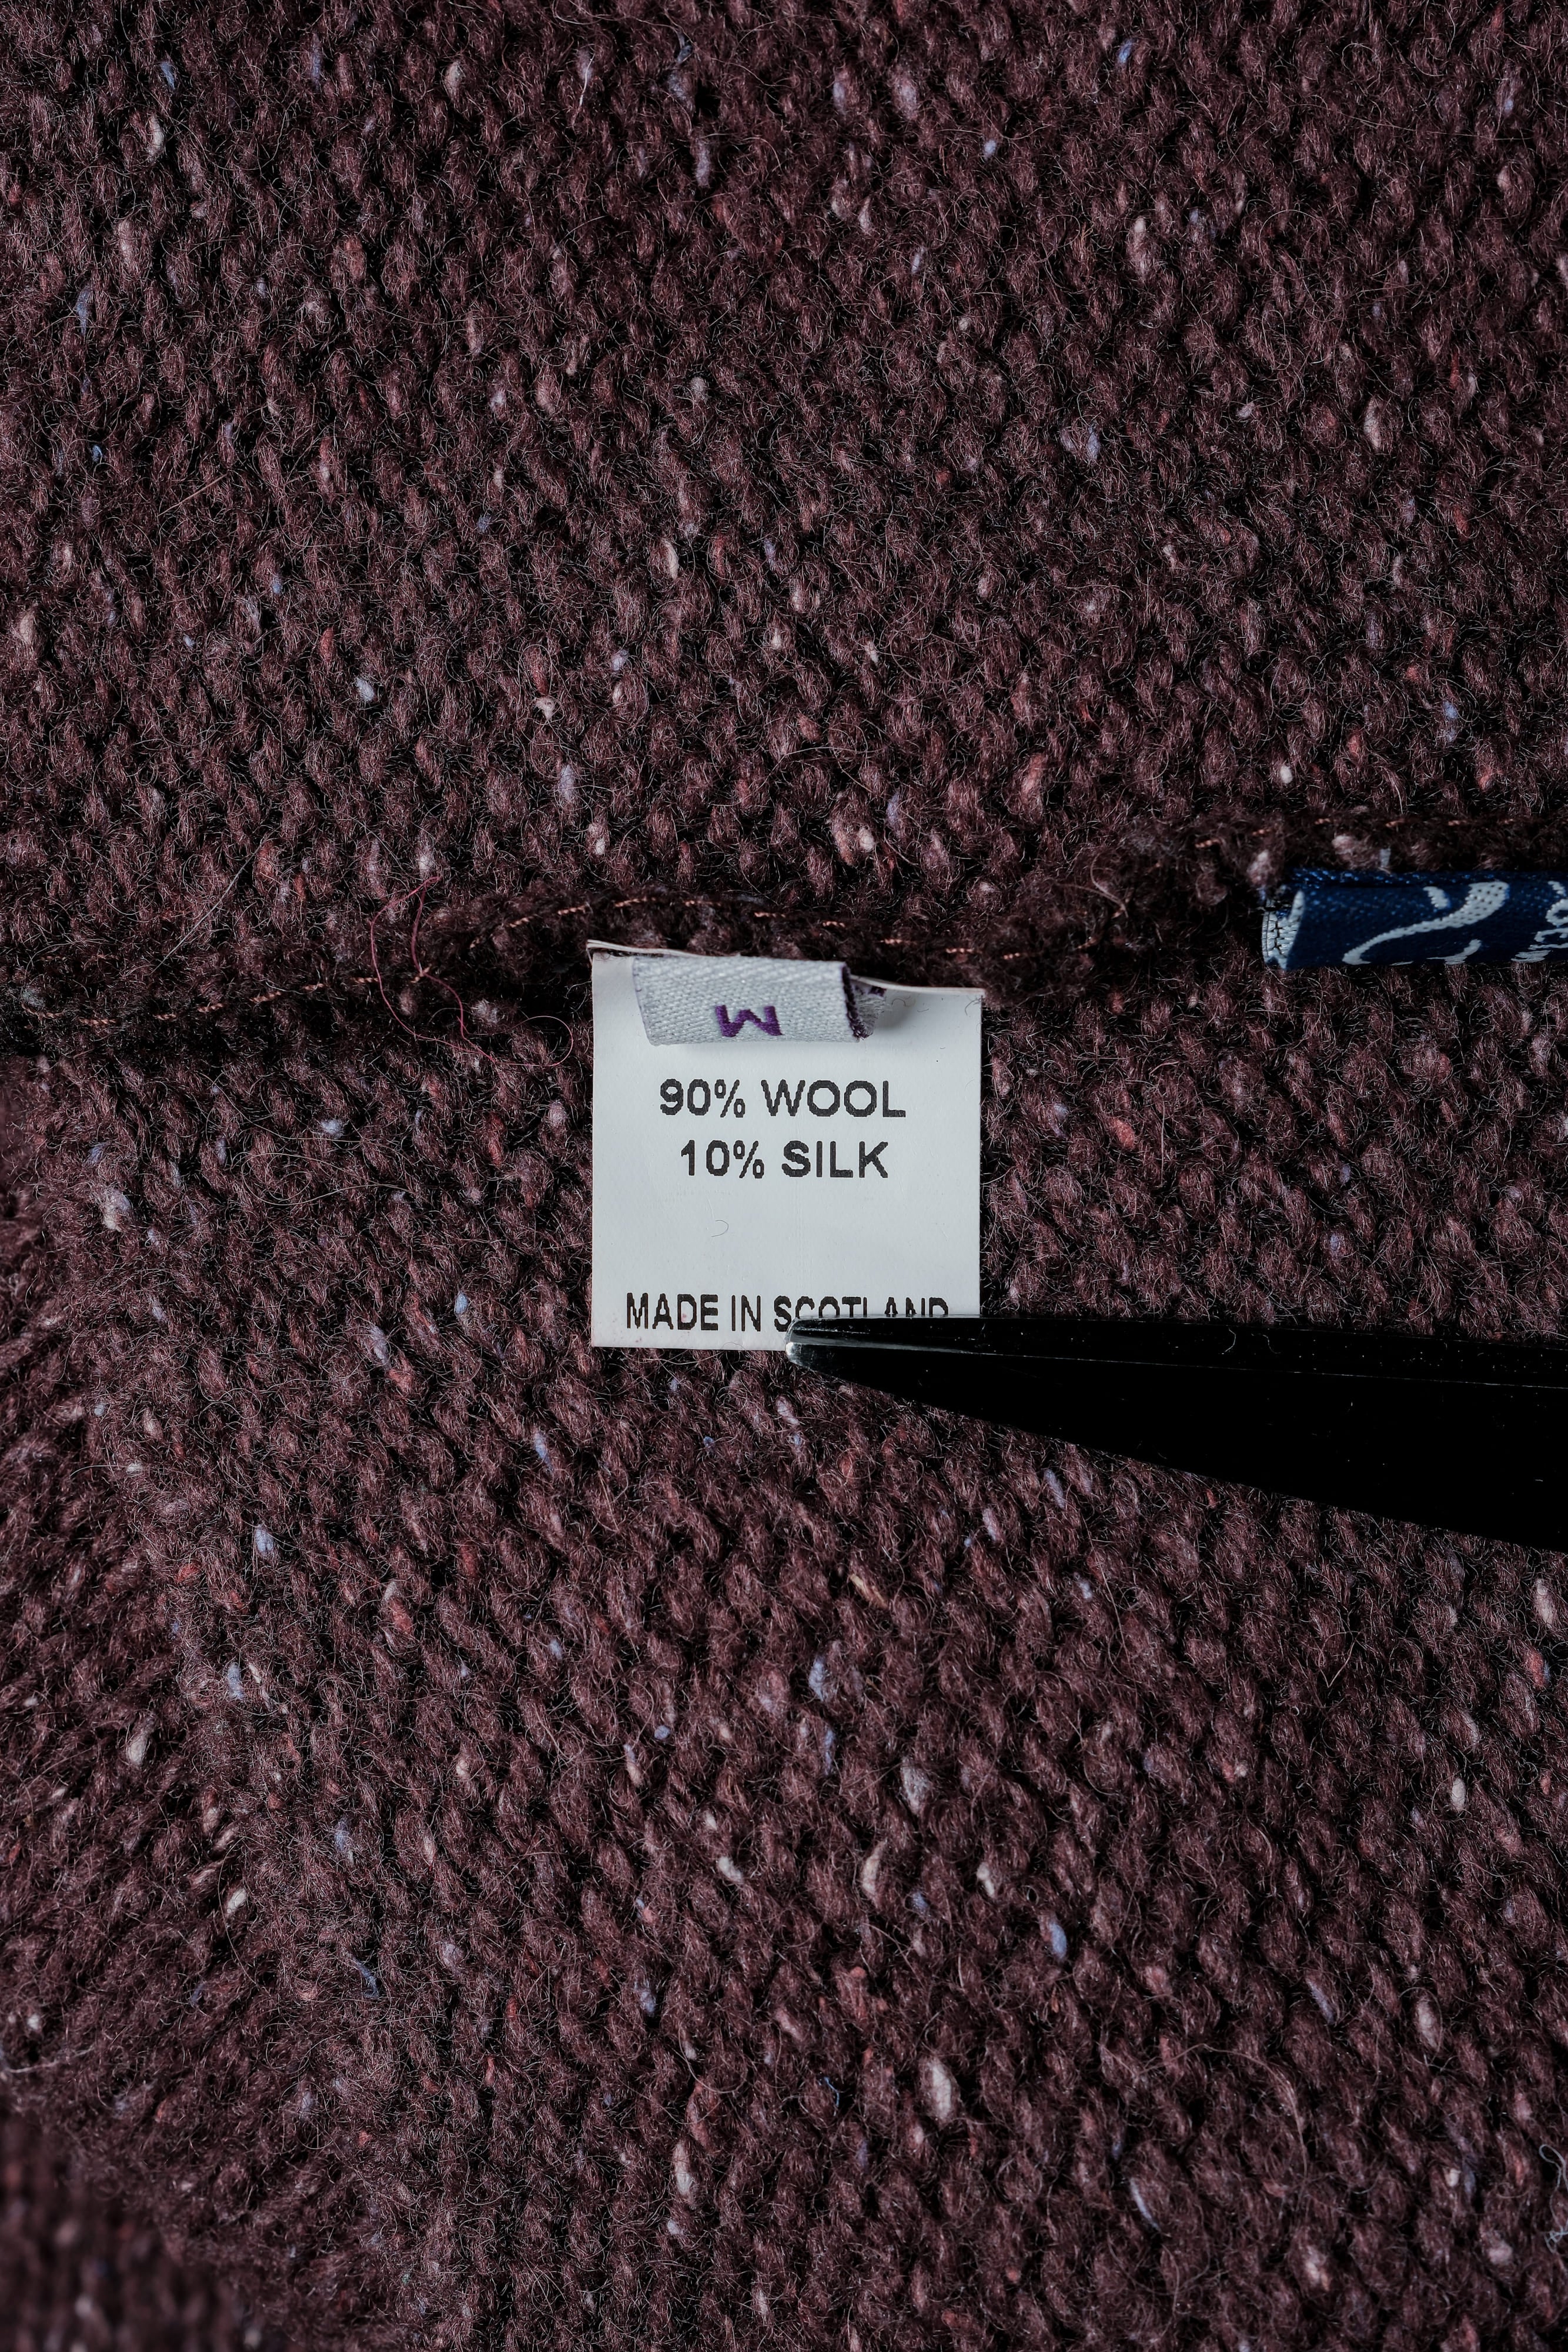 M
90% WOOL
10% SILK
MADE IN SCOTLAND